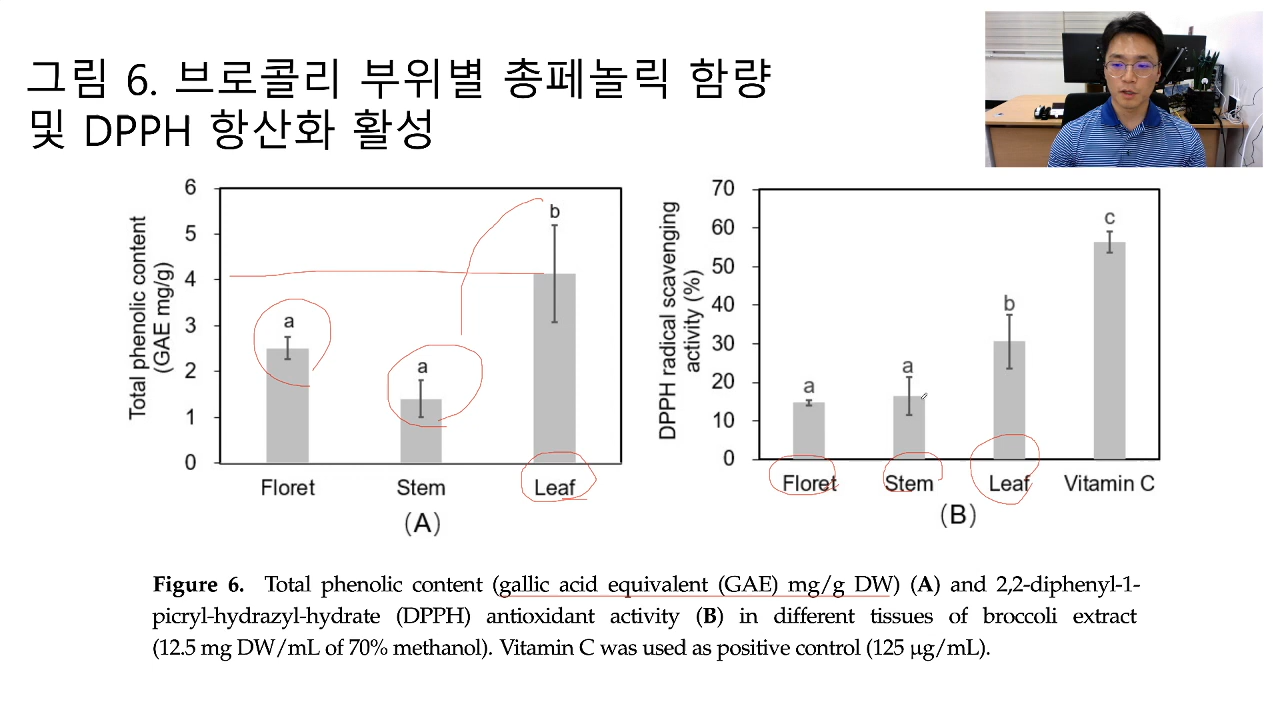 그림 6. 브로콜리 부위별 총페놀릭 함량
및 DPPH 항산화 활성
Total phenolic content
(GAE mg/g)
6
5
4
3
2
1
0
a
a
b
Floret Stem Leaf
(A)
DPPH radical scavenging
activity (%)
70
60
50
40
30
20
10
0
a
a
b
c
Floret Stem Leaf Vitamin C
(B)
Figure 6. Total phenolic content (gallic acid equivalent (GAE) mg/g DW) (A) and 2,2-diphenyl-1-
picryl-hydrazyl-hydrate (DPPH) antioxidant activity (B) in different tissues of broccoli extract
(12.5 mg DW/mL of 70% methanol). Vitamin C was used as positive control (125 μg/mL).